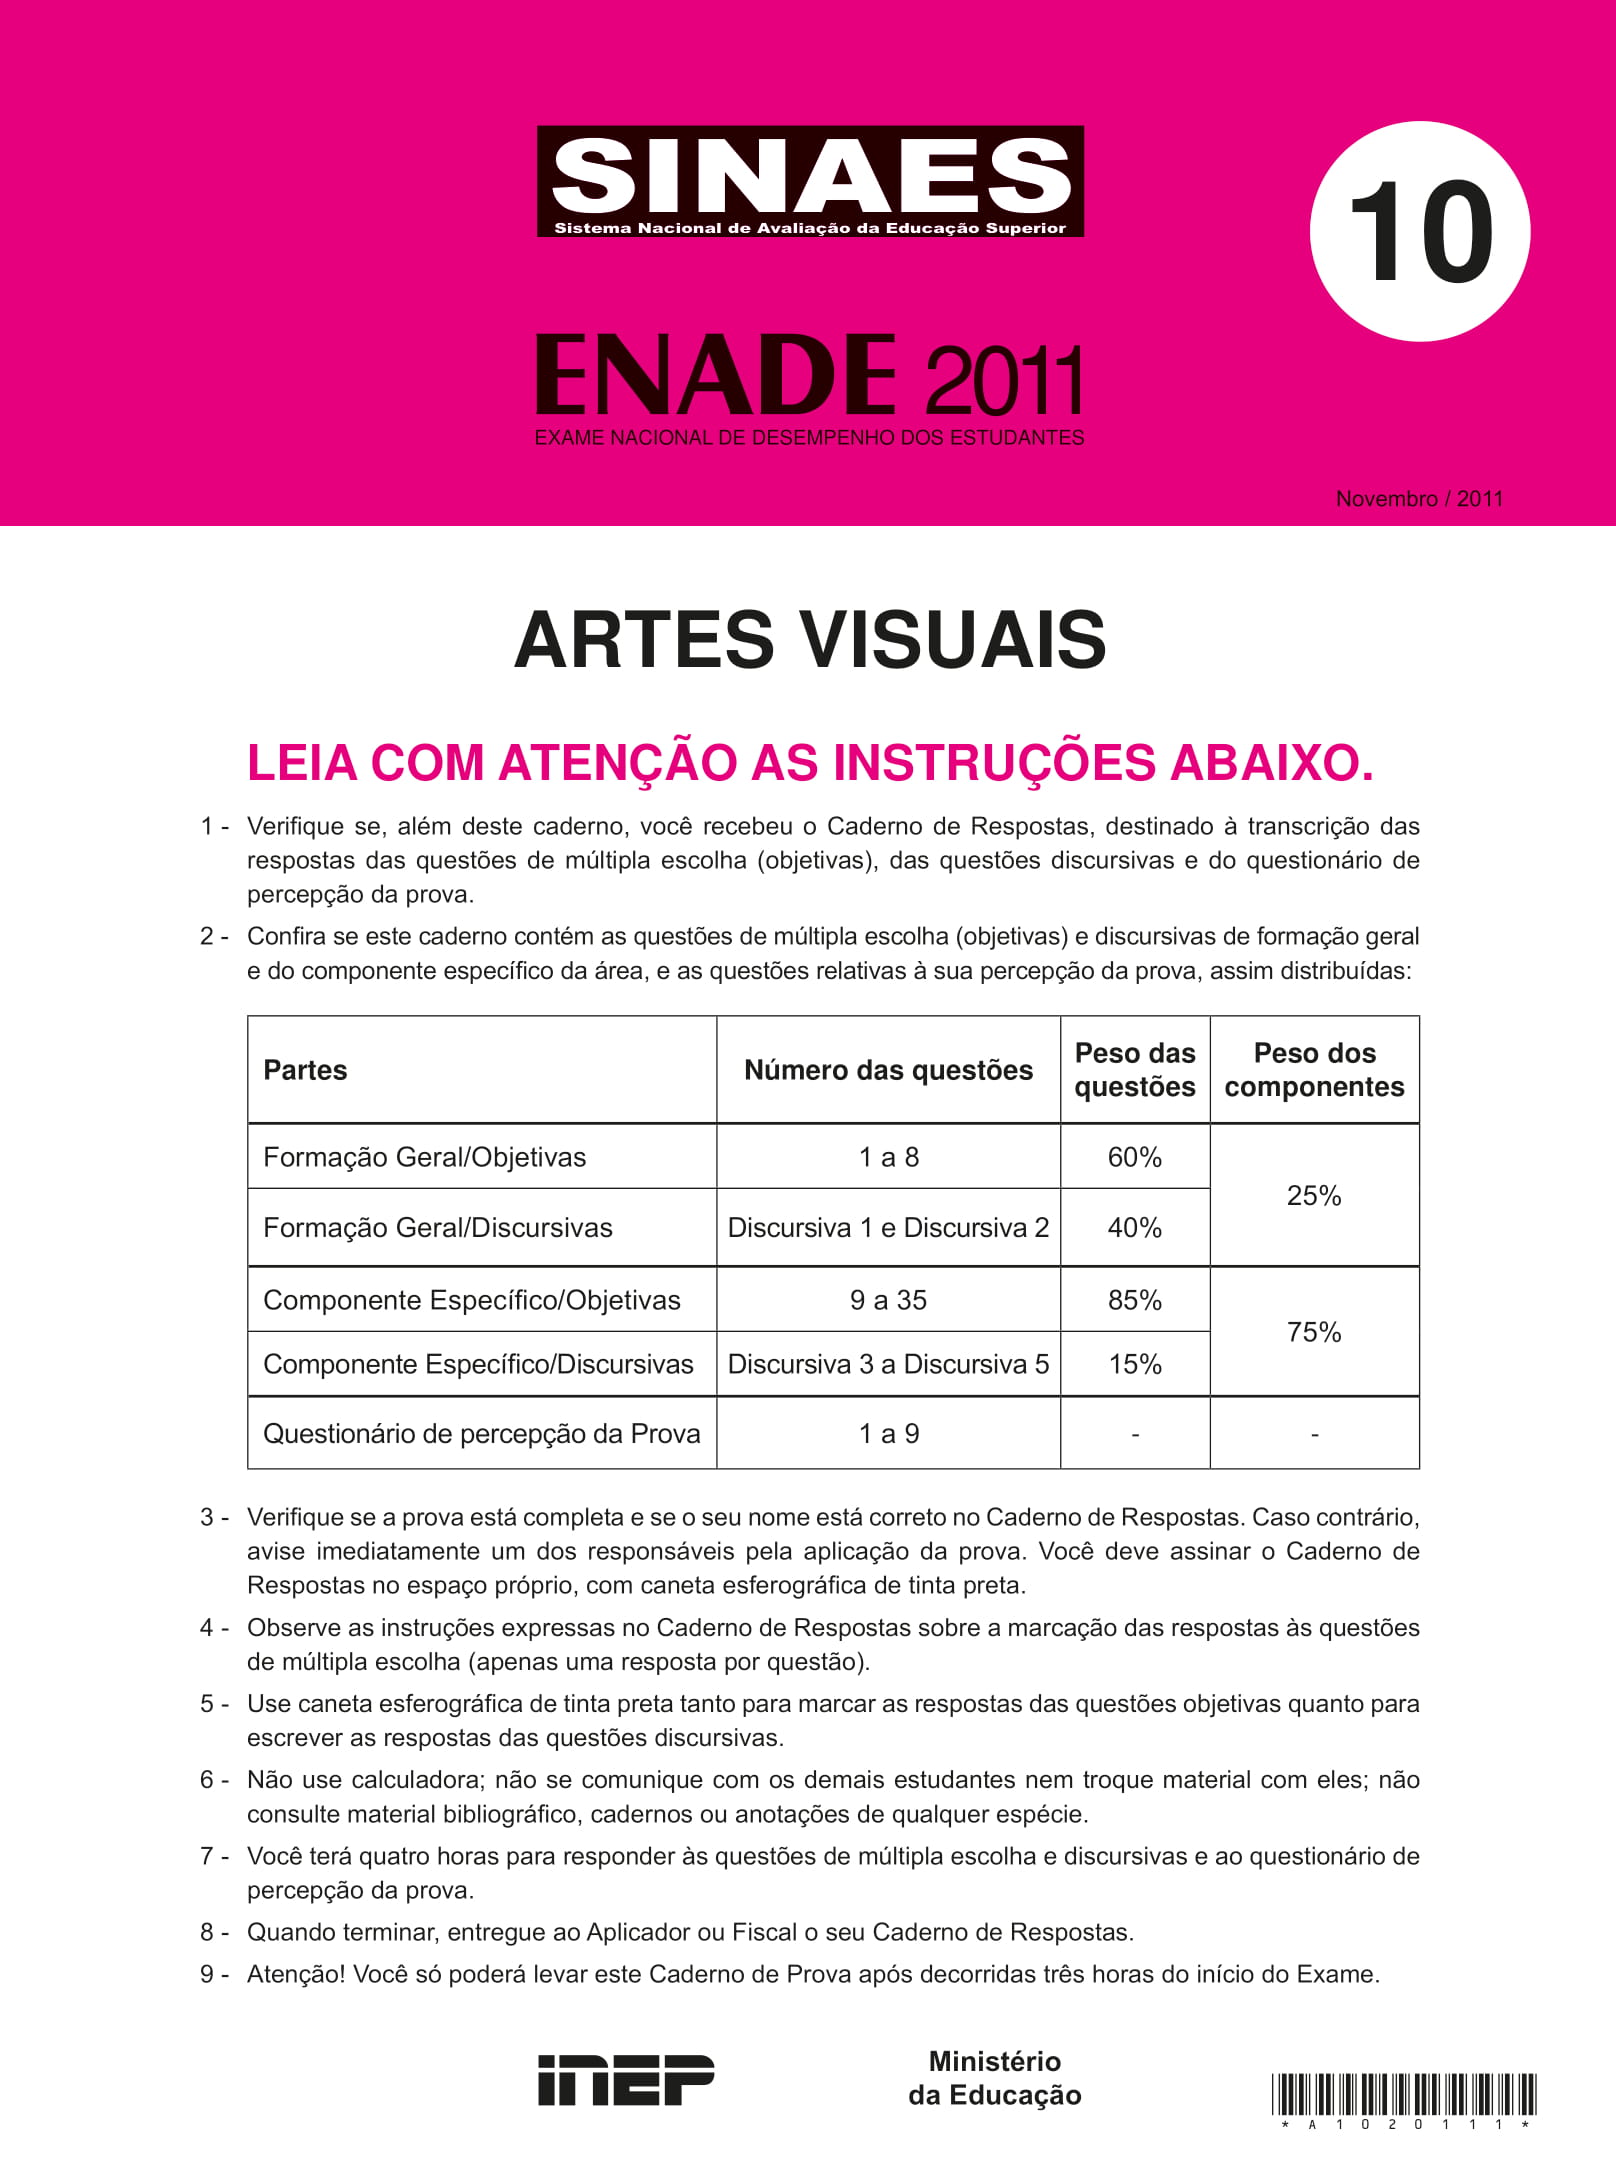 SINAES
Sistema Nacional de Avaliação da Educação Superior
10
ENADE 2011
EXAME NACIONAL DE DESEMPENHO DOS ESTUDANTES
Novembro / 2011
ARTES VISUAIS
LEIA COM ATENÇÃO AS INSTRUÇÕES ABAIXO.
1 - Verifique se, além deste caderno, você recebeu o Caderno de Respostas, destinado à transcrição das
respostas das questões de múltipla escolha (objetivas), das questões discursivas e do questionário de
percepção da prova.
2 - Confira se este caderno contém as questões de múltipla escolha (objetivas) e discursivas de formação geral
e do componente específico da área, e as questões relativas à sua percepção da prova, assim distribuídas:
Partes Número das questões Peso das questões Peso dos componentes
Formação Geral/Objetivas 1 a 8 60% 25%
Formação Geral/Discursivas Discursiva 1 e Discursiva 2 40%
Componente Específico/Objetivas 9 a 35 85% 75%
Componente Específico/Discursivas Discursiva 3 a Discursiva 5 15%
Questionário de percepção da Prova 1 a 9 - -
3 - Verifique se a prova está completa e se o seu nome está correto no Caderno de Respostas. Caso contrário,
avise imediatamente um dos responsáveis pela aplicação da prova. Você deve assinar o Caderno de
Respostas no espaço próprio, com caneta esferográfica de tinta preta.
4 - Observe as instruções expressas no Caderno de Respostas sobre a marcação das respostas às questões
de múltipla escolha (apenas uma resposta por questão).
5 - Use caneta esferográfica de tinta preta tanto para marcar as respostas das questões objetivas quanto para
escrever as respostas das questões discursivas.
6 - Não use calculadora; não se comunique com os demais estudantes nem troque material com eles; não
consulte material bibliográfico, cadernos ou anotações de qualquer espécie.
7 - Você terá quatro horas para responder às questões de múltipla escolha e discursivas e ao questionário de
percepção da prova.
8 - Quando terminar, entregue ao Aplicador ou Fiscal o seu Caderno de Respostas.
9 - Atenção! Você só poderá levar este Caderno de Prova após decorridas três horas do início do Exame.
INEP
Ministério
da Educação
* A 1 0 2 0 1 1 1 *